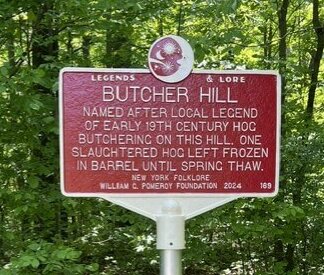 LEGENDS & LORE
BUTCHER HILL
NAMED AFTER LOCAL LEGEND
OF EARLY 19TH CENTURY HOG
BUTCHERING ON THIS HILL. ONE
SLAUGHTERED HOG LEFT FROZEN
IN BARREL UNTIL SPRING THAW.
NEW YORK FOLKLORE
WILLIAM G. POMEROY FOUNDATION 2024 169